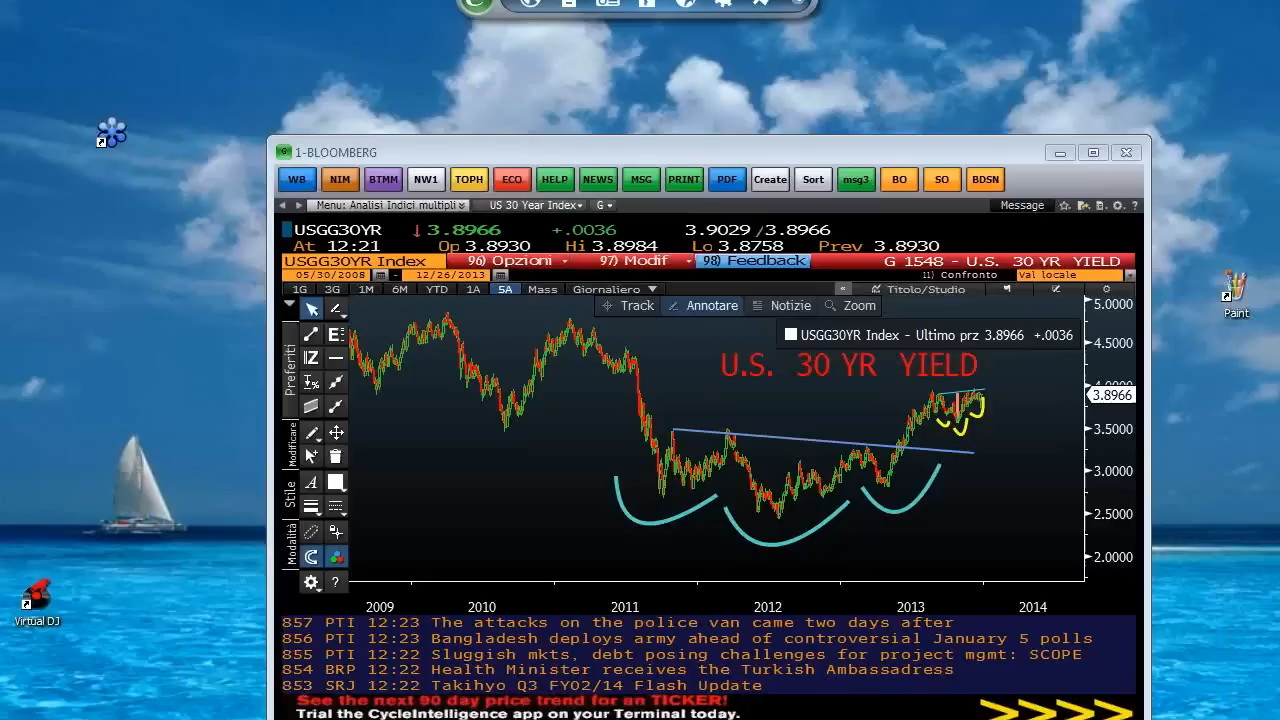 1-BLOOMBERG
WB NIM BTMM NW1 TOPH ECO HELP NEWS MSG PRINT PDF Create Sort msg3 BO SO BDSN
Menu: Analisi Indici multipli US 30 Year Index G Message
USGG30YR ↓ 3.8966 +.0036 3.9029 / 3.8966
At 12:21 Op 3.8930 Hi 3.8984 Lo 3.8758 Prev 3.8930
USGG30YR Index 96) Opzioni 97) Modif 98) Feedback G 1548 - U.S. 30 YR YIELD
05/30/2008 - 12/26/2013 11) Confronto Val locale
1G 3G 1M 6M YTD 1A 5A Mass Giornaliero « Titolo/Studio
Track Annotare Notizie Zoom
USGG30YR Index - Ultimo prz 3.8966 +.0036
U.S. 30 YR YIELD
Preferiti
Modificare
Stile
Modalità
5.0000
4.5000
4.0000
3.8966
3.5000
3.0000
2.5000
2.0000
2009 2010 2011 2012 2013 2014
857 PTI 12:23 The attacks on the police van came two days after
856 PTI 12:23 Bangladesh deploys army ahead of controversial January 5 polls
855 PTI 12:22 Sluggish mkts, debt posing challenges for project mgmt: SCOPE
854 BRP 12:22 Health Minister receives the Turkish Ambassadress
853 SRJ 12:22 Takihyo Q3 FY02/14 Flash Update
See the next 90 day price trend for an TICKER!
Trial the CycleIntelligence app on your Terminal today.
Paint
Virtual DJ